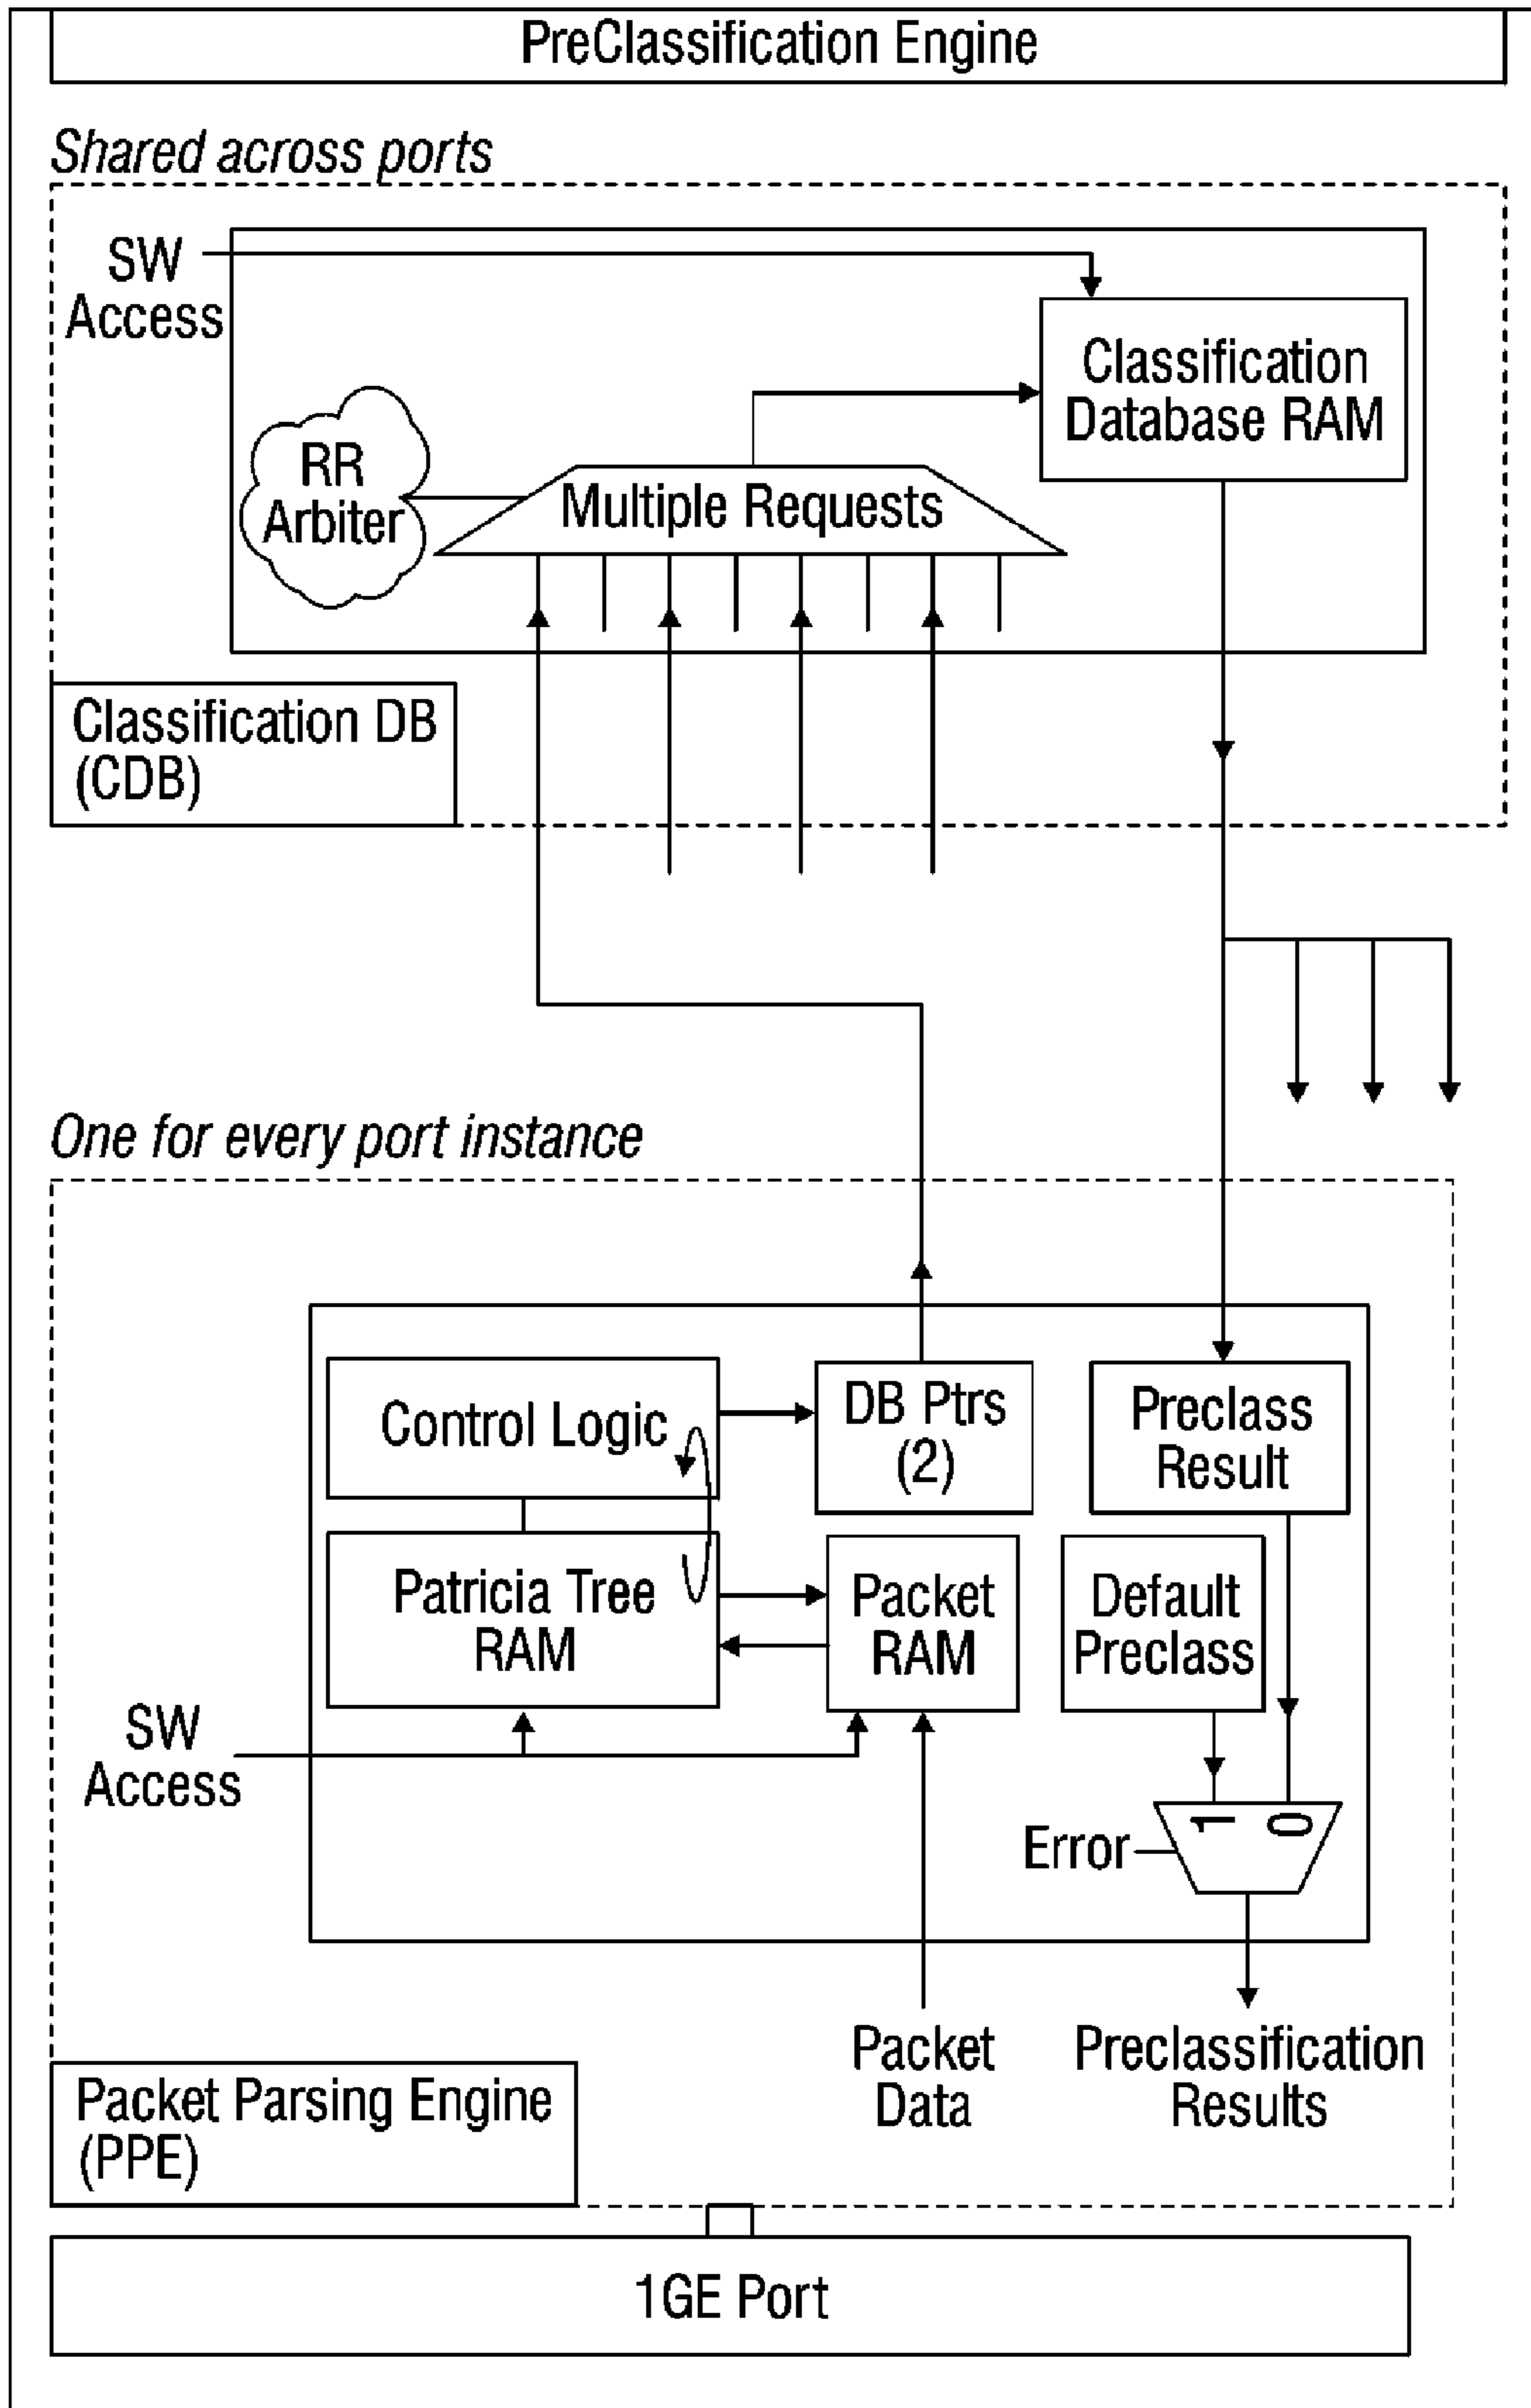 PreClassification Engine
Shared across ports
SW
Access
Classification
Database RAM
RR
Arbiter
Multiple Requests
Classification DB
(CDB)
One for every port instance
Control Logic
DB Ptrs
(2)
Preclass
Result
Patricia Tree
RAM
Packet
RAM
Default
Preclass
SW
Access
1
0
Error
Packet
Data
Preclassification
Results
Packet Parsing Engine
(PPE)
1GE Port